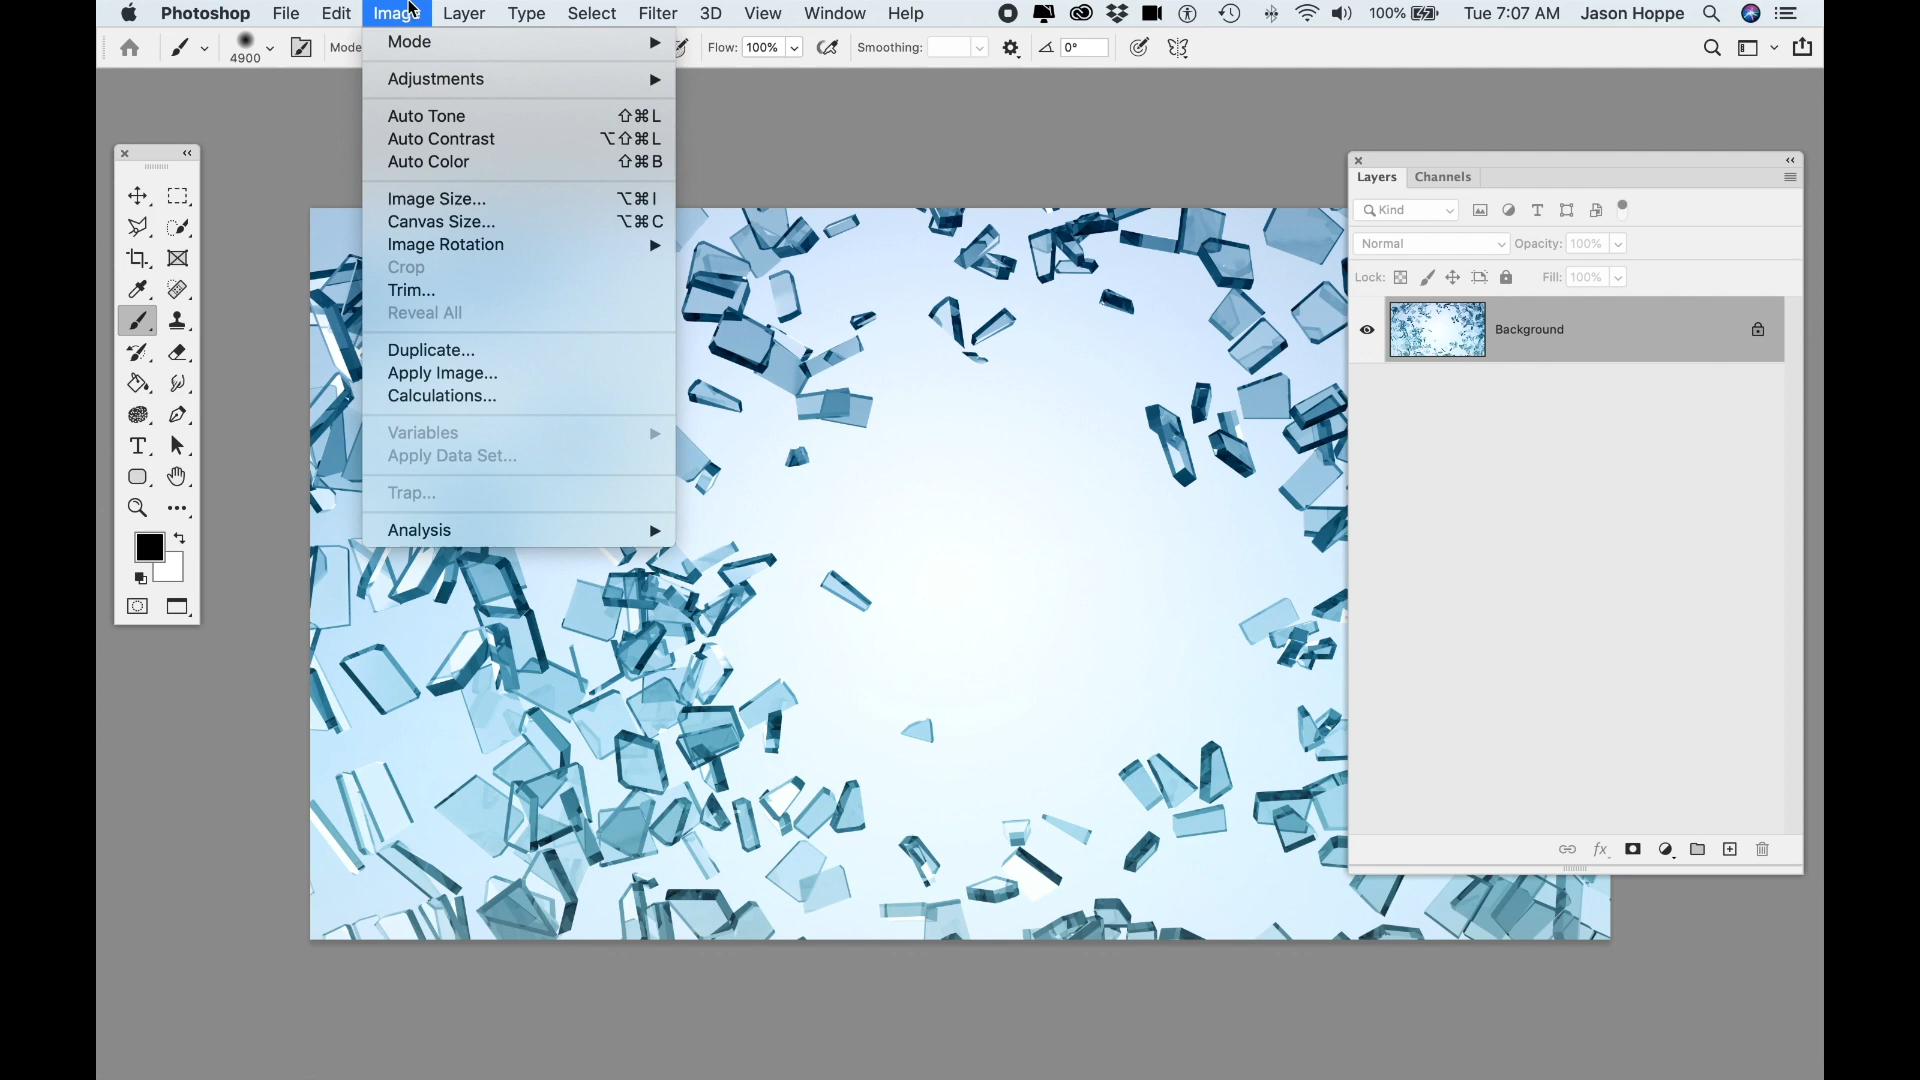 Photoshop File Edit Image Layer Type Select Filter 3D View Window Help 100% Tue 7:07 AM Jason Hoppe
4900 Mode Flow: 100% Smoothing: 0°
Mode
Adjustments
Auto Tone ⇧⌘L
Auto Contrast ⌥⇧⌘L
Auto Color ⇧⌘B
Image Size... ⌥⌘I
Canvas Size... ⌥⌘C
Image Rotation
Crop
Trim...
Reveal All
Duplicate...
Apply Image...
Calculations...
Variables
Apply Data Set...
Trap...
Analysis
Layers Channels
Kind
Normal Opacity: 100%
Lock: Fill: 100%
Background
fx